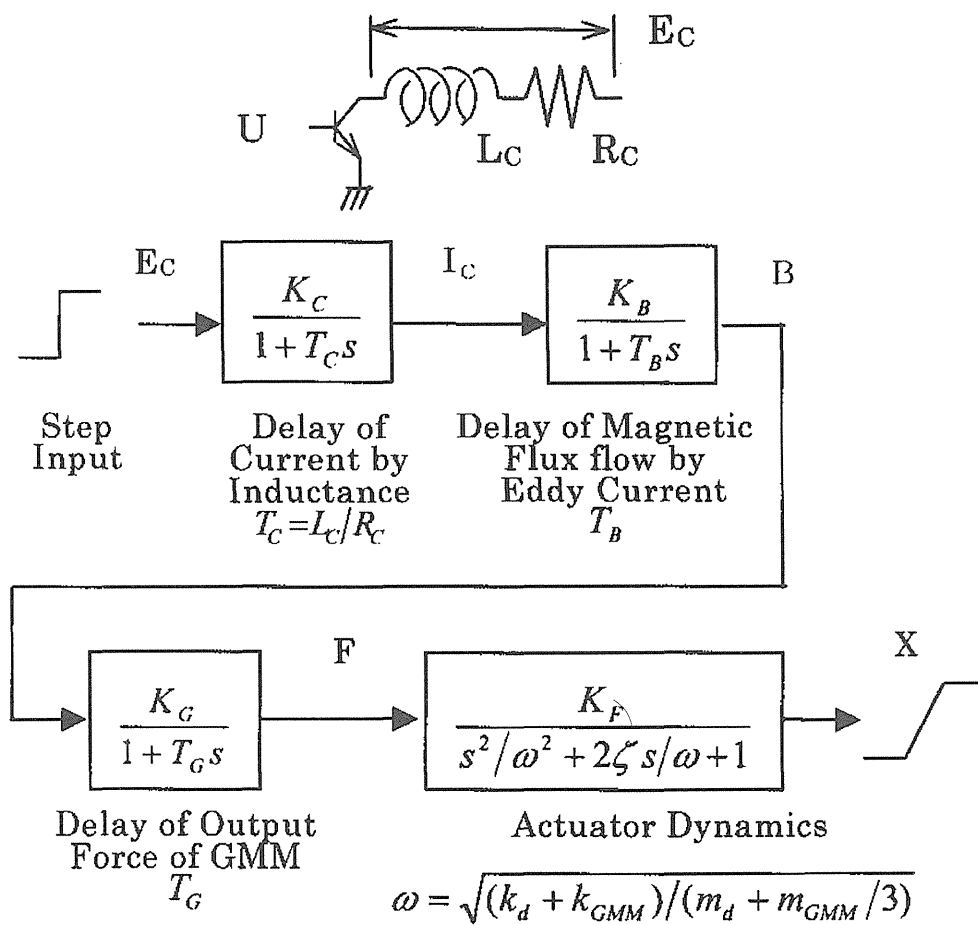 E_C
U
L_C R_C
E_C I_C B
K_C / (1 + T_C s)
K_B / (1 + T_B s)
Step
Input
Delay of
Current by
Inductance
T_C = L_C / R_C
Delay of Magnetic
Flux flow by
Eddy Current
T_B
F X
K_G / (1 + T_G s)
K_F / (s²/ω² + 2ζ s/ω + 1)
Delay of Output
Force of GMM
T_G
Actuator Dynamics
ω = √((k_d + k_GMM) / (m_d + m_GMM / 3))